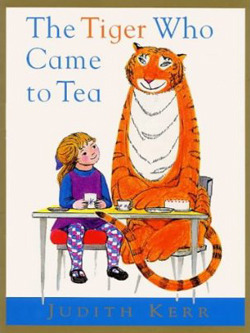 The Tiger Who
Came
to Tea
JUDITH KERR